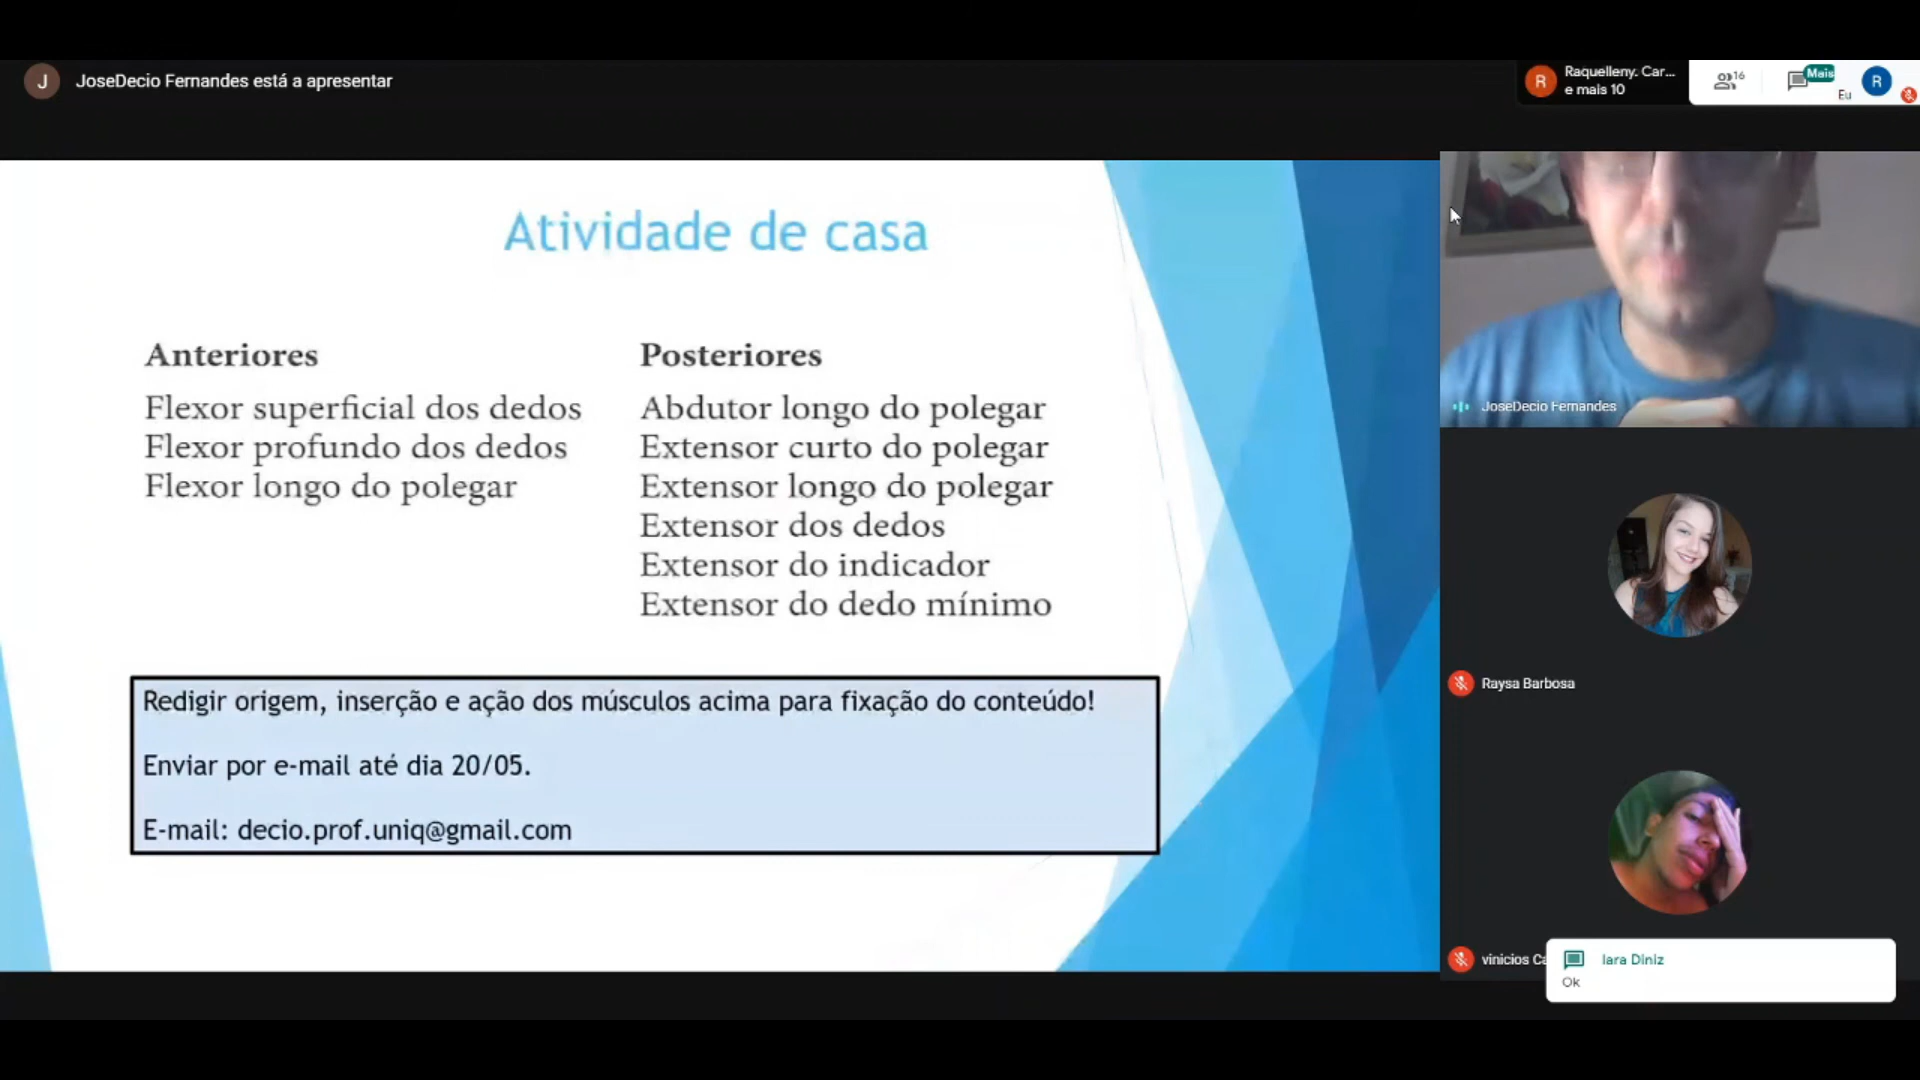 J
JoseDecio Fernandes está a apresentar
R
Raquelleny. Car...
e mais 10
16
Mais
Eu
R
Atividade de casa
Anteriores
Flexor superficial dos dedos
Flexor profundo dos dedos
Flexor longo do polegar
Posteriores
Abdutor longo do polegar
Extensor curto do polegar
Extensor longo do polegar
Extensor dos dedos
Extensor do indicador
Extensor do dedo mínimo
Redigir origem, inserção e ação dos músculos acima para fixação do conteúdo!
Enviar por e-mail até dia 20/05.
E-mail: decio.prof.uniq@gmail.com
JoseDecio Fernandes
Raysa Barbosa
vinicios Ca
Iara Diniz
Ok